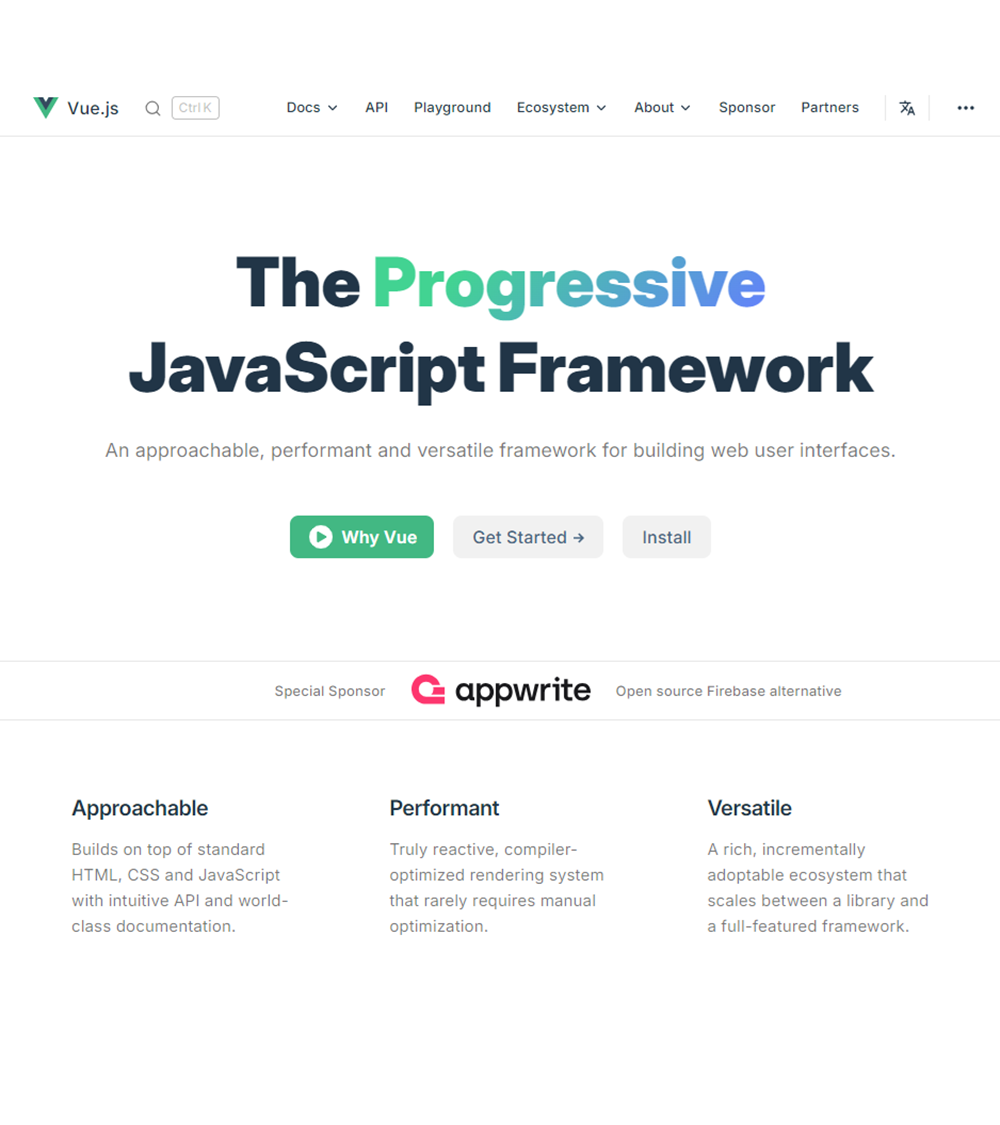 Vue.js Ctrl K Docs API Playground Ecosystem About Sponsor Partners
The Progressive
JavaScript Framework
An approachable, performant and versatile framework for building web user interfaces.
Why Vue Get Started → Install
Special Sponsor appwrite Open source Firebase alternative
Approachable
Builds on top of standard
HTML, CSS and JavaScript
with intuitive API and world-
class documentation.
Performant
Truly reactive, compiler-
optimized rendering system
that rarely requires manual
optimization.
Versatile
A rich, incrementally
adoptable ecosystem that
scales between a library and
a full-featured framework.